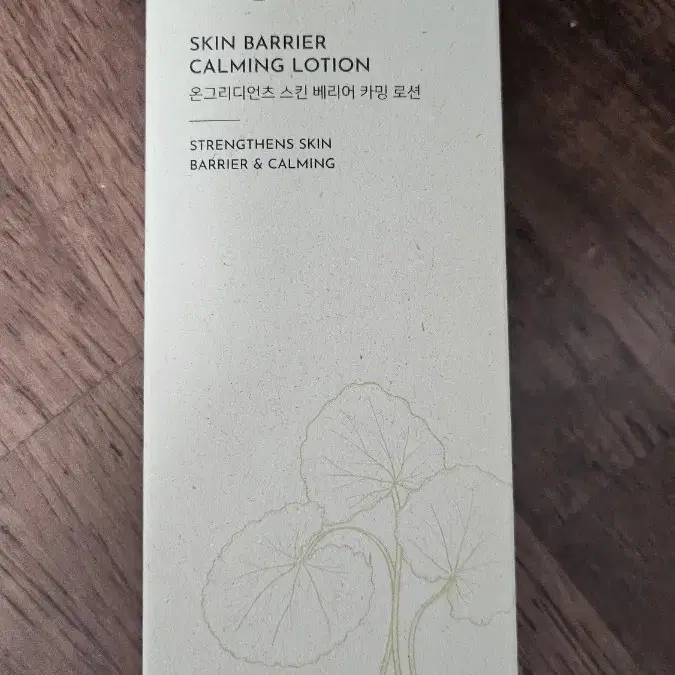 SKIN BARRIER
CALMING LOTION
온그리디언츠 스킨 베리어 카밍 로션
STRENGTHENS SKIN
BARRIER & CALMING